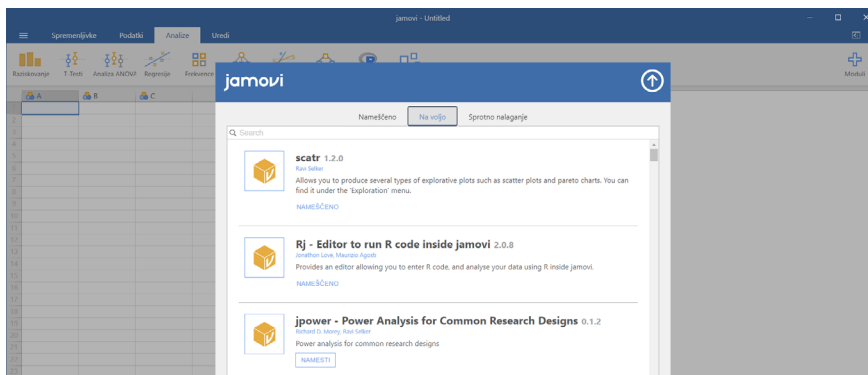 jamovi - Untitled
Spremenljivke Podatki Analize Uredi
Raziskovanje T-Testi Analiza ANOVA Regresije Frekvence Moduli
jamovi
A B C
Nameščeno Na voljo Sprotno nalaganje
Search
scatr 1.2.0
Ravi Selker
Allows you to produce several types of explorative plots such as scatter plots and pareto charts. You can
find it under the 'Exploration' menu.
NAMEŠČENO
Rj - Editor to run R code inside jamovi 2.0.8
Jonathon Love, Maurizio Agosti
Provides an editor allowing you to enter R code, and analyse your data using R inside jamovi.
NAMEŠČENO
jpower - Power Analysis for Common Research Designs 0.1.2
Richard D. Morey, Ravi Selker
Power analysis for common research designs
NAMESTI